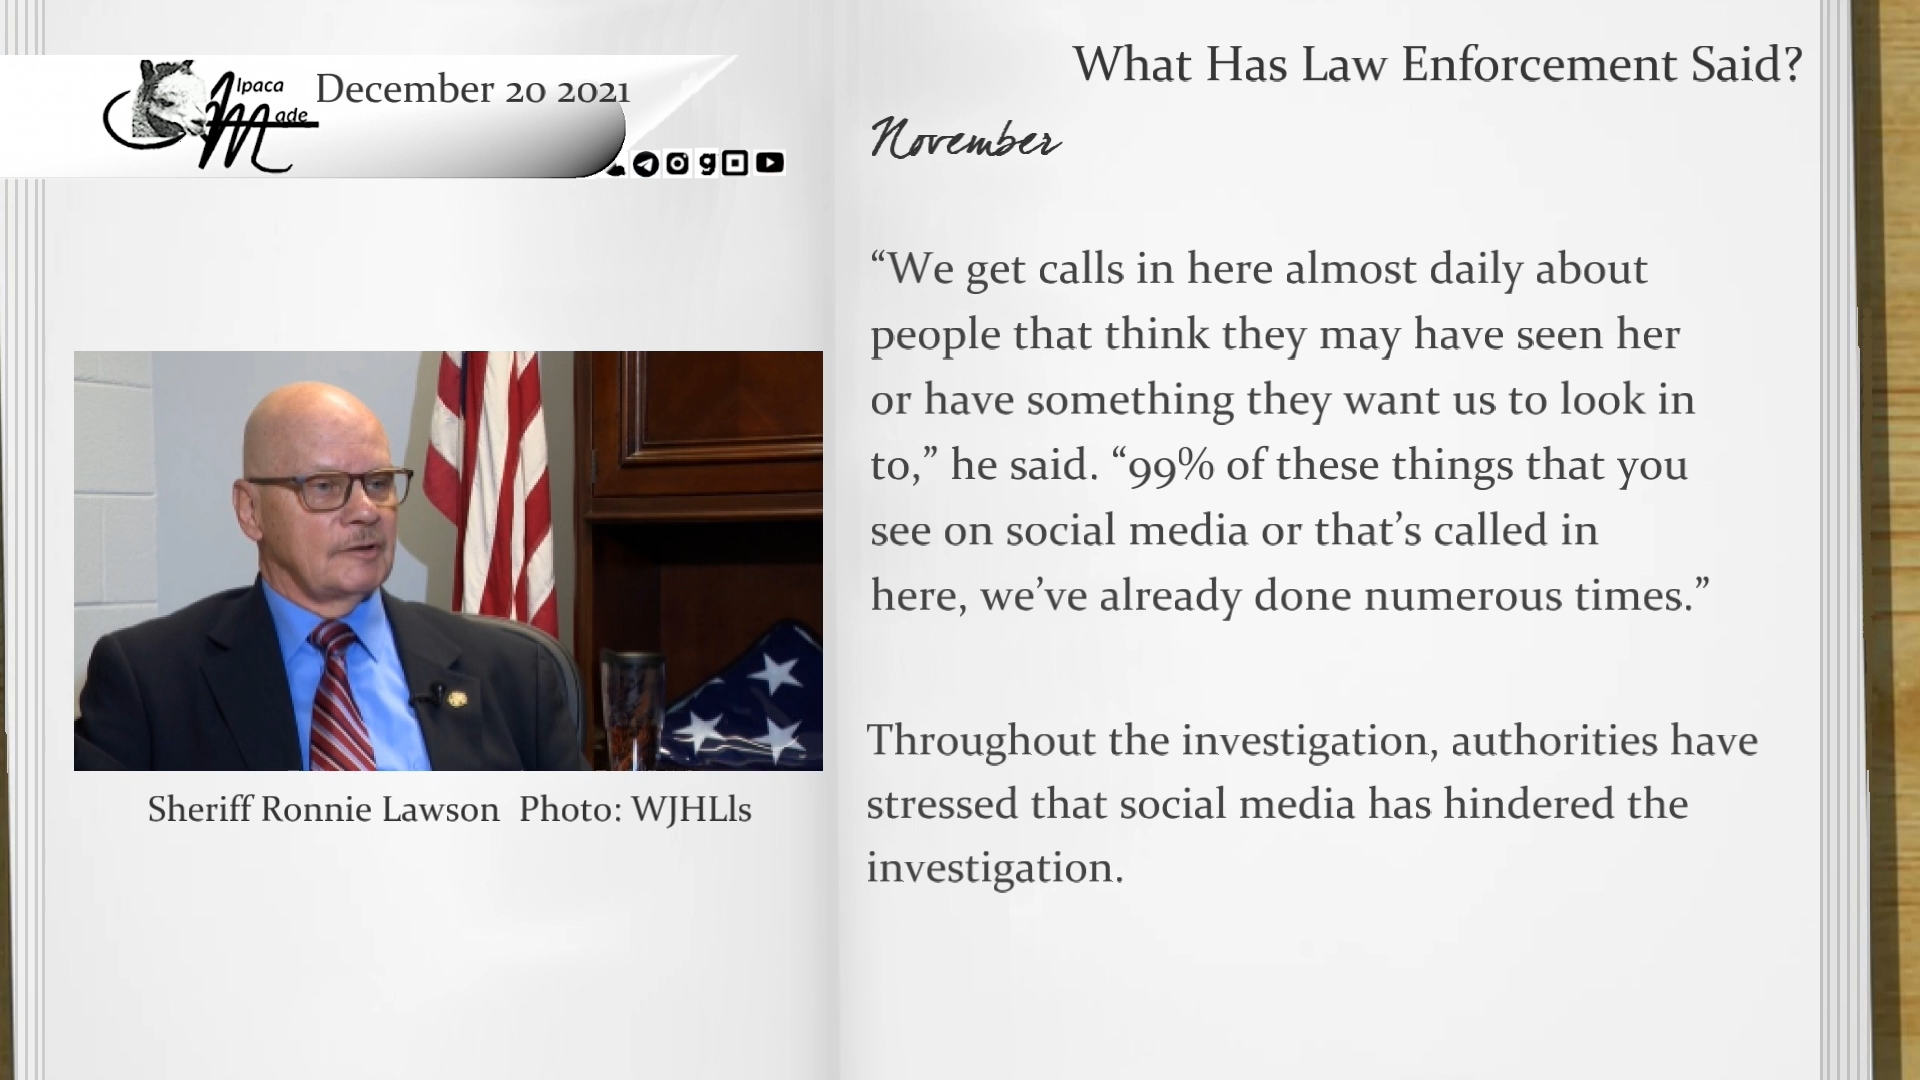 Alpaca
Made
December 20 2021
What Has Law Enforcement Said?
November
“We get calls in here almost daily about
people that think they may have seen her
or have something they want us to look in
to,” he said. “99% of these things that you
see on social media or that’s called in
here, we’ve already done numerous times.”
Throughout the investigation, authorities have
stressed that social media has hindered the
investigation.
Sheriff Ronnie Lawson Photo: WJHLls